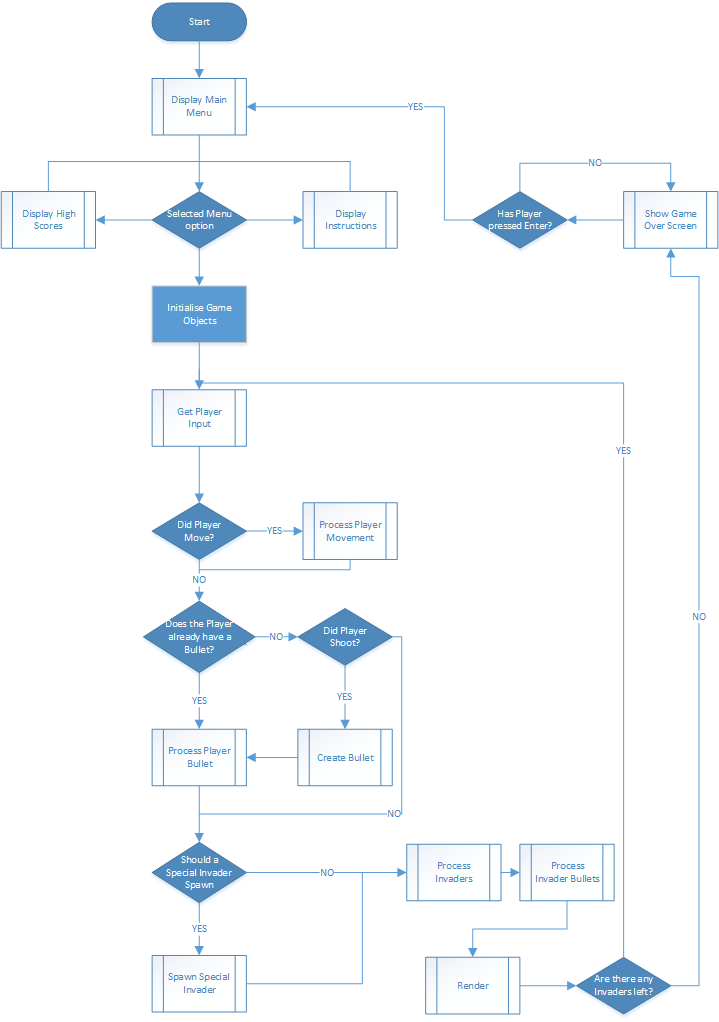 Start
Display Main
Menu
YES
NO
Display High
Scores
Selected Menu
option
Display
Instructions
Has Player
pressed Enter?
Show Game
Over Screen
Initialise Game
Objects
Get Player
Input
YES
Did Player
Move?
YES
Process Player
Movement
NO
Does the Player
already have a
Bullet?
NO
Did Player
Shoot?
NO
YES
YES
Process Player
Bullet
Create Bullet
NO
Should a
Special Invader
Spawn
NO
Process
Invaders
Process
Invader Bullets
YES
Spawn Special
Invader
Render
Are there any
Invaders left?